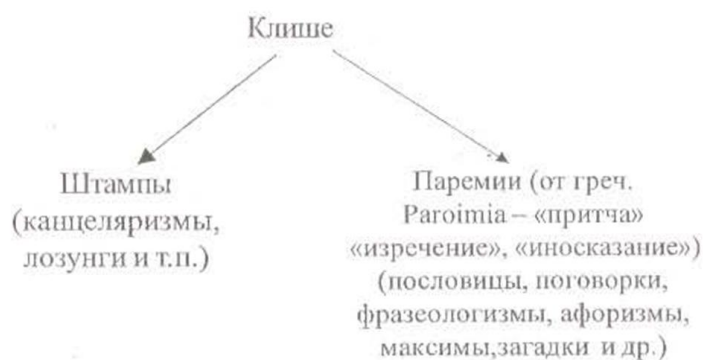 Клише
Штампы
(канцеляризмы,
лозунги и т.п.)
Паремии (от греч.
Paroimia – «притча»
«изречение», «иносказание»)
(пословицы, поговорки,
фразеологизмы, афоризмы,
максимы,загадки и др.)